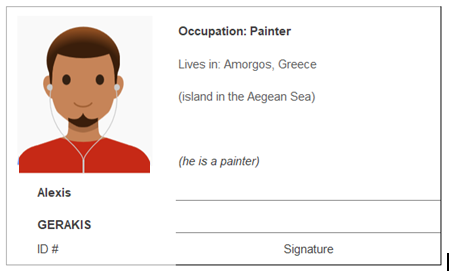 Occupation: Painter
Lives in: Amorgos, Greece
(island in the Aegean Sea)
(he is a painter)
Alexis
GERAKIS
ID #
Signature